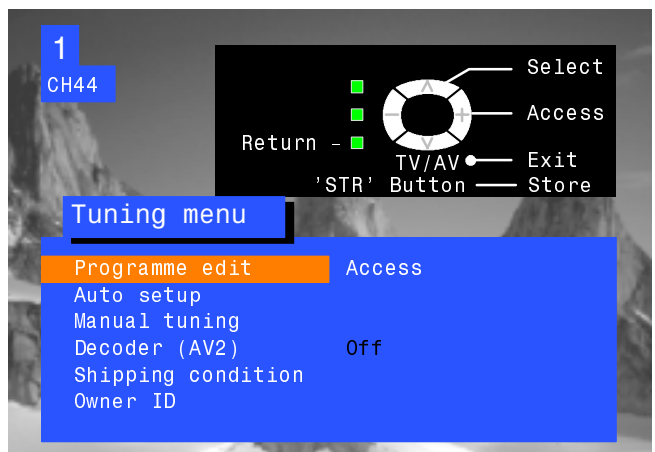 1
CH44
Select
Access
Return
TV/AV Exit
'STR' Button Store
Tuning menu
Programme edit Access
Auto setup
Manual tuning
Decoder (AV2) Off
Shipping condition
Owner ID